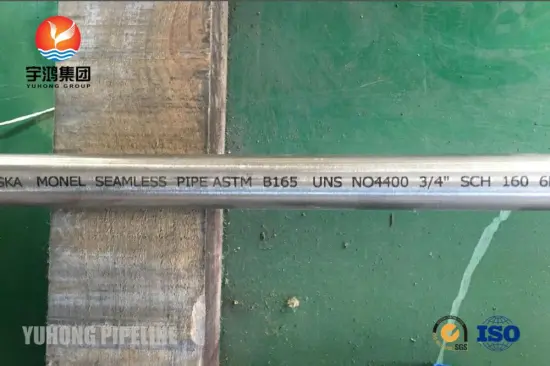 宇鸿集团
YUHONG GROUP
SKA MONEL SEAMLESS PIPE ASTM B165 UNS NO4400 3/4" SCH 160 6
YUHONG PIPELINE
SGS
ISO